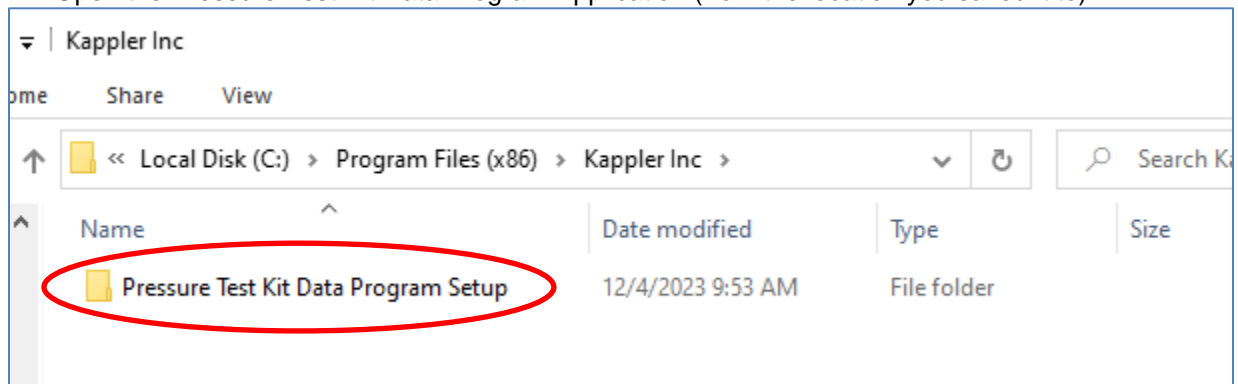 Kappler Inc
Share View
« Local Disk (C:) > Program Files (x86) > Kappler Inc > Search
Name Date modified Type Size
Pressure Test Kit Data Program Setup 12/4/2023 9:53 AM File folder